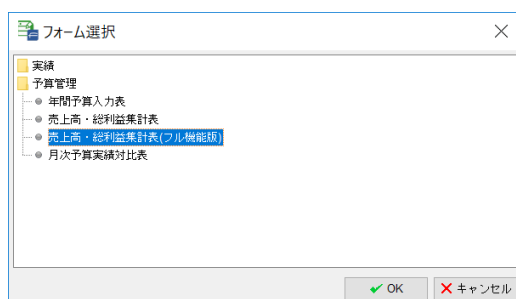 フォーム選択
実績
予算管理
年間予算入力表
売上高・総利益集計表
売上高・総利益集計表(フル機能版)
月次予算実績対比表
OK キャンセル